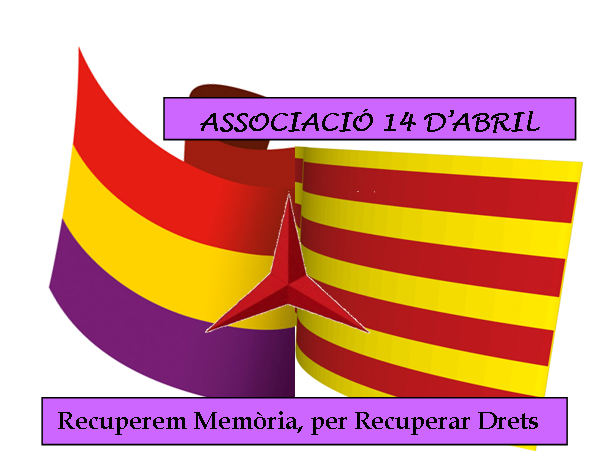 ASSOCIACIÓ 14 D'ABRIL
Recuperem Memòria, per Recuperar Drets